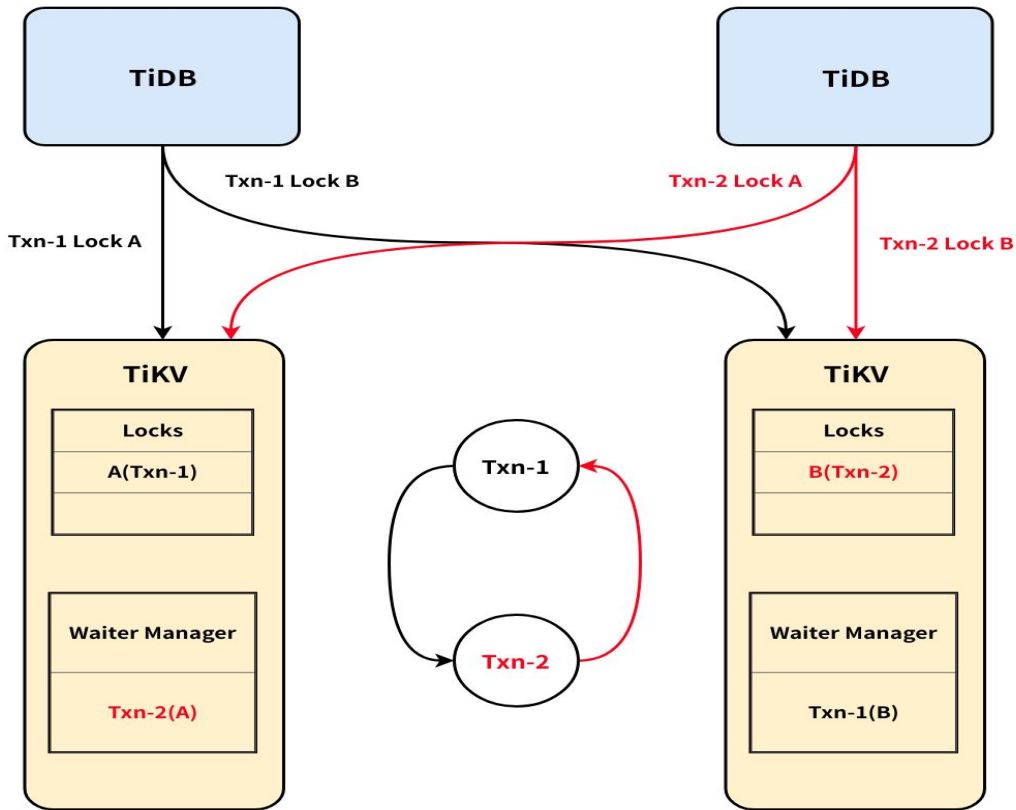 TiDB
TiDB
Txn-1 Lock B
Txn-2 Lock A
Txn-1 Lock A
Txn-2 Lock B
TiKV
Locks
A(Txn-1)
Waiter Manager
Txn-2(A)
Txn-1
Txn-2
TiKV
Locks
B(Txn-2)
Waiter Manager
Txn-1(B)